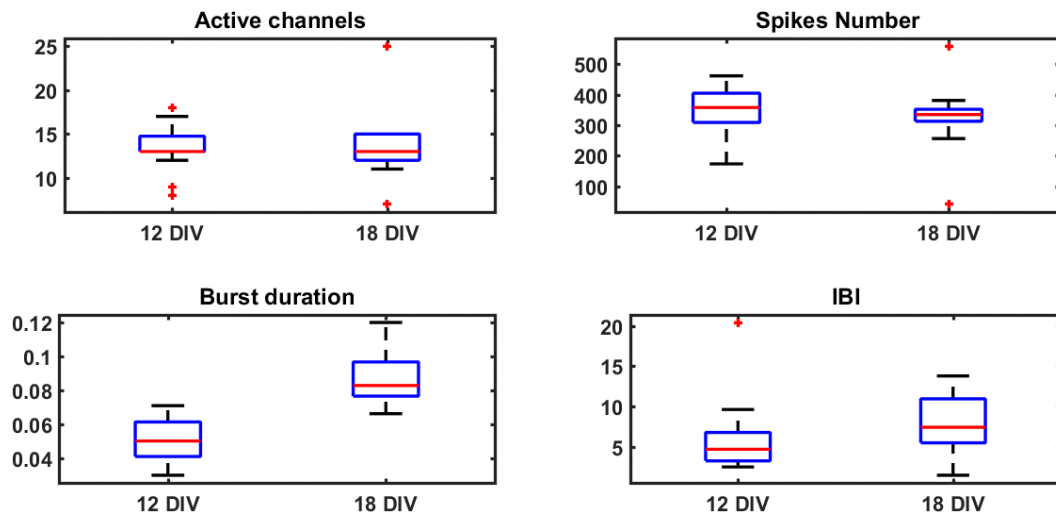 Active channels
25
20
15
10
12 DIV
18 DIV
Spikes Number
500
400
300
200
100
12 DIV
18 DIV
Burst duration
0.12
0.1
0.08
0.06
0.04
12 DIV
18 DIV
IBI
20
15
10
5
12 DIV
18 DIV